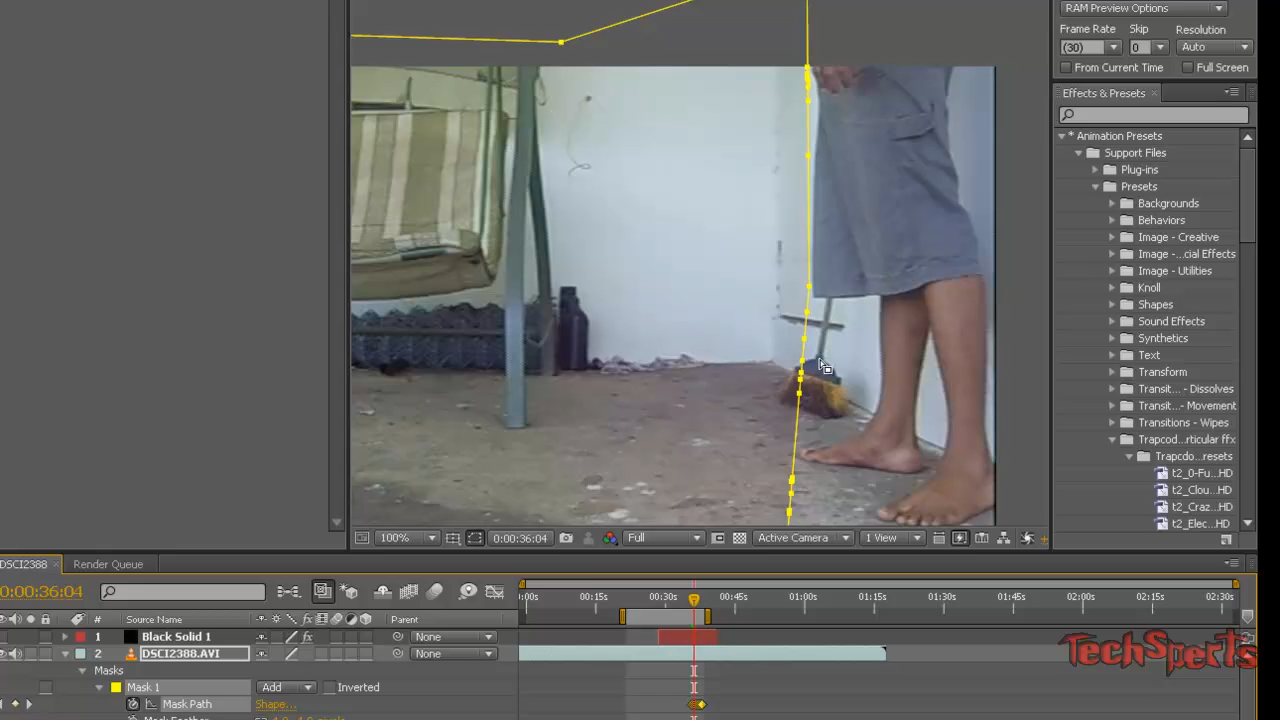 RAM Preview Options
Frame Rate Skip Resolution
(30) 0 Auto
From Current Time Full Screen
Effects & Presets
* Animation Presets
Support Files
Plug-ins
Presets
Backgrounds
Behaviors
Image - Creative
Image - ...cial Effects
Image - Utilities
Knoll
Shapes
Sound Effects
Synthetics
Text
Transform
Transit... - Dissolves
Transit... - Movement
Transitions - Wipes
Trapcod...rticular ffx
Trapcdo...resets
t2_0-Fu...HD
t2_Clou...HD
t2_Craz...HD
t2_Elec...HD
100% 0:00:36:04 Full Active Camera 1 View
DSCI2388 Render Queue
0:00:36:04
:00s 00:15s 00:30s 00:45s 01:00s 01:15s 01:30s 01:45s 02:00s 02:15s 02:30s
# Source Name Parent
1 Black Solid 1 fx None
2 DSCI2388.AVI None
Masks
Mask 1 Add Inverted
Mask Path Shape...
TechSperts